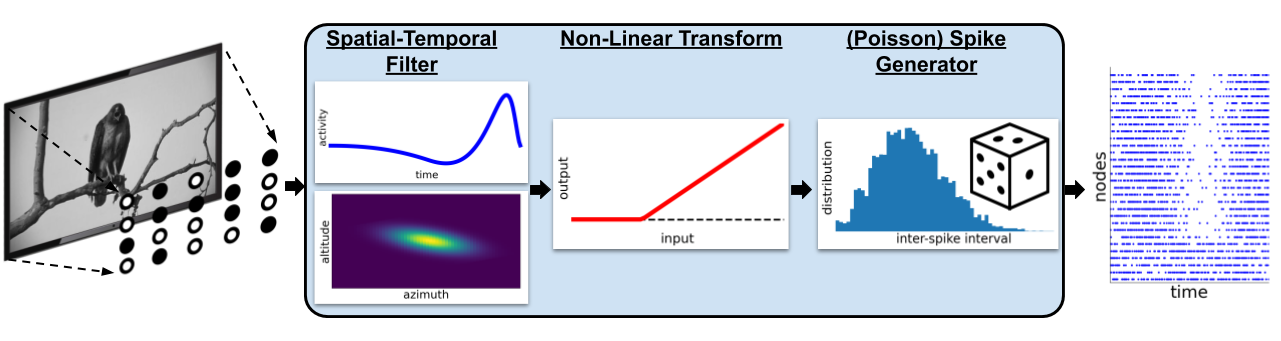 Spatial-Temporal
Filter
Non-Linear Transform
(Poisson) Spike
Generator
activity
time
altitude
azimuth
output
input
distribution
inter-spike interval
nodes
time